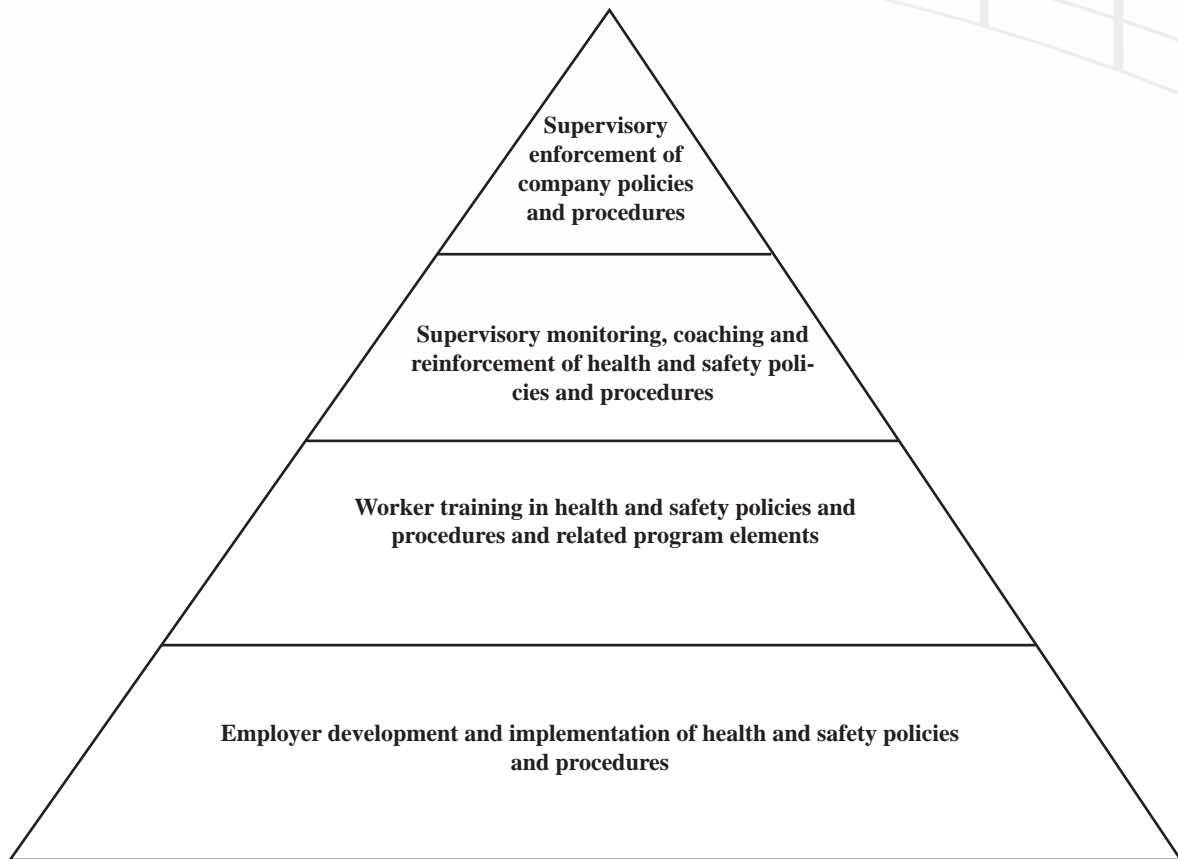 Supervisory
enforcement of
company policies
and procedures
Supervisory monitoring, coaching and
reinforcement of health and safety poli-
cies and procedures
Worker training in health and safety policies and
procedures and related program elements
Employer development and implementation of health and safety policies
and procedures